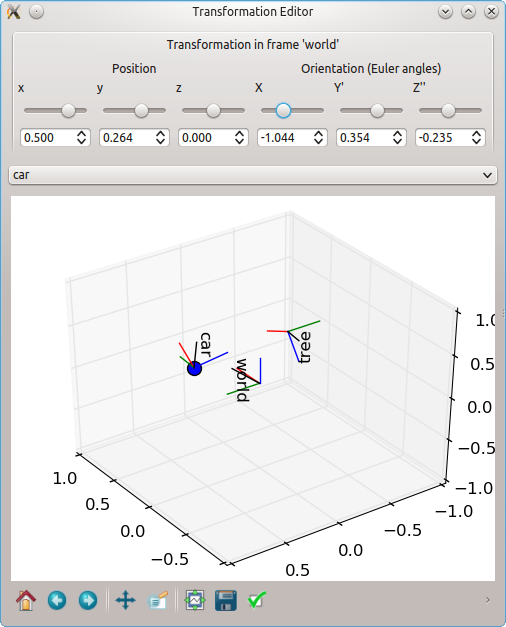 Transformation Editor
Transformation in frame 'world'
Position Orientation (Euler angles)
x y z X Y' Z''
0.500 0.264 0.000 -1.044 0.354 -0.235
car
car
tree
world
1.0
0.5
0.0
−0.5
−1.0
1.0
0.5
0.0
−0.5
−1.0
−0.5
0.0
0.5